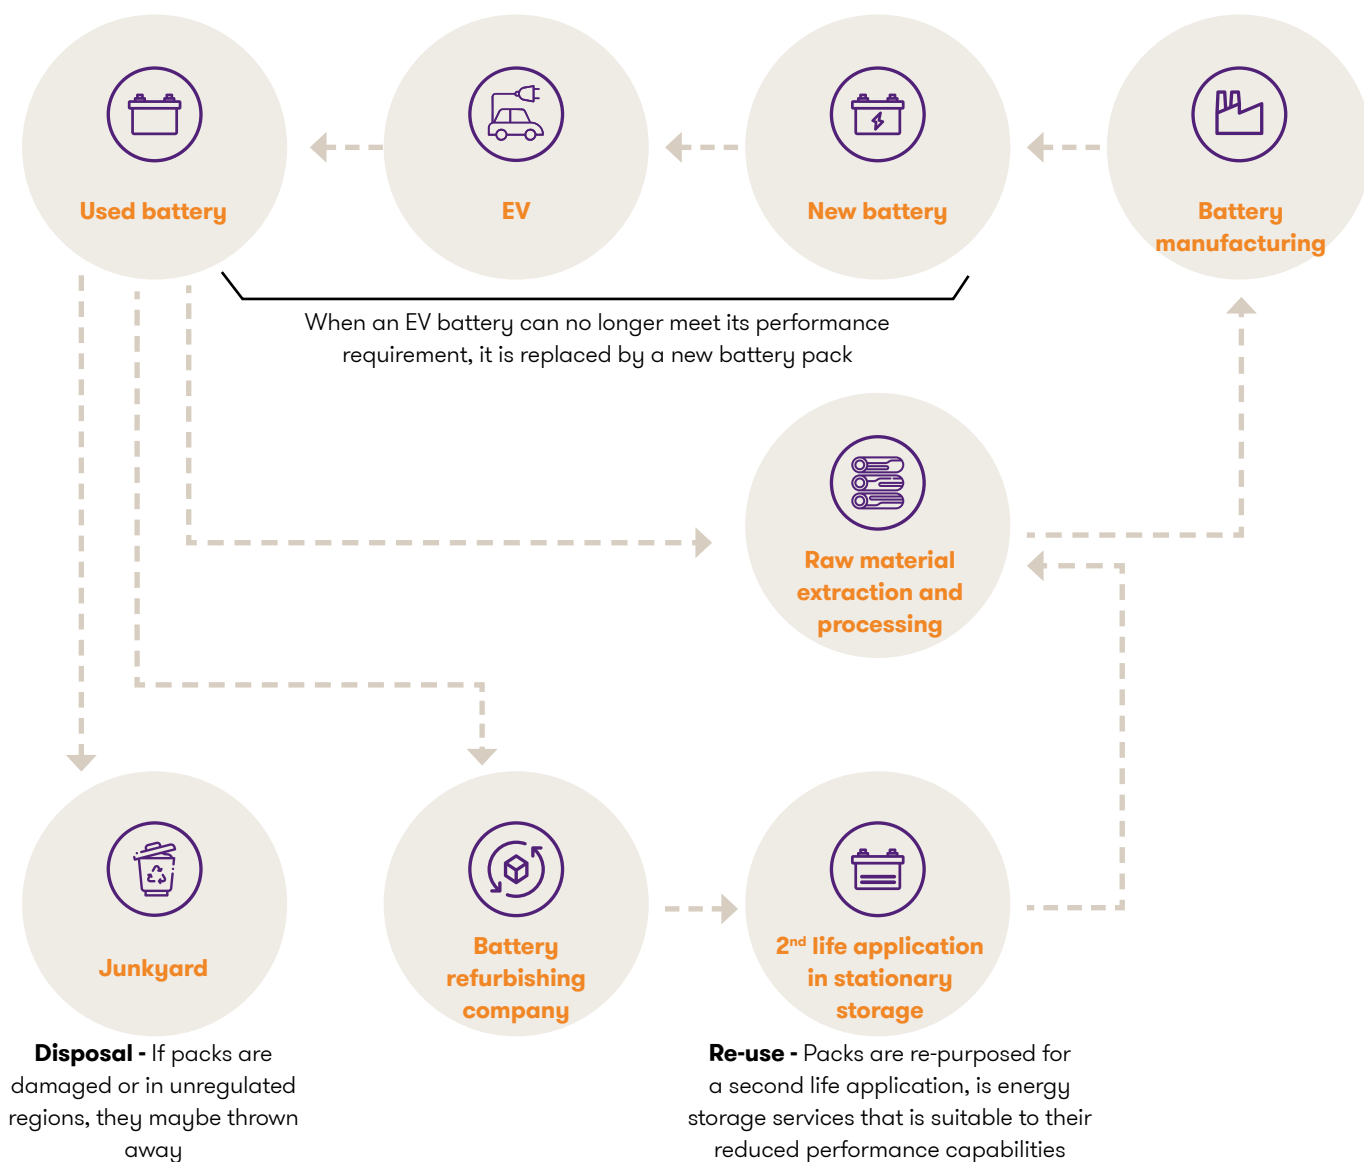 Used battery
EV
New battery
Battery
manufacturing
When an EV battery can no longer meet its performance
requirement, it is replaced by a new battery pack
Raw material
extraction and
processing
Junkyard
Battery
refurbishing
company
2nd life application
in stationary
storage
Disposal - If packs are
damaged or in unregulated
regions, they maybe thrown
away
Re-use - Packs are re-purposed for
a second life application, is energy
storage services that is suitable to their
reduced performance capabilities